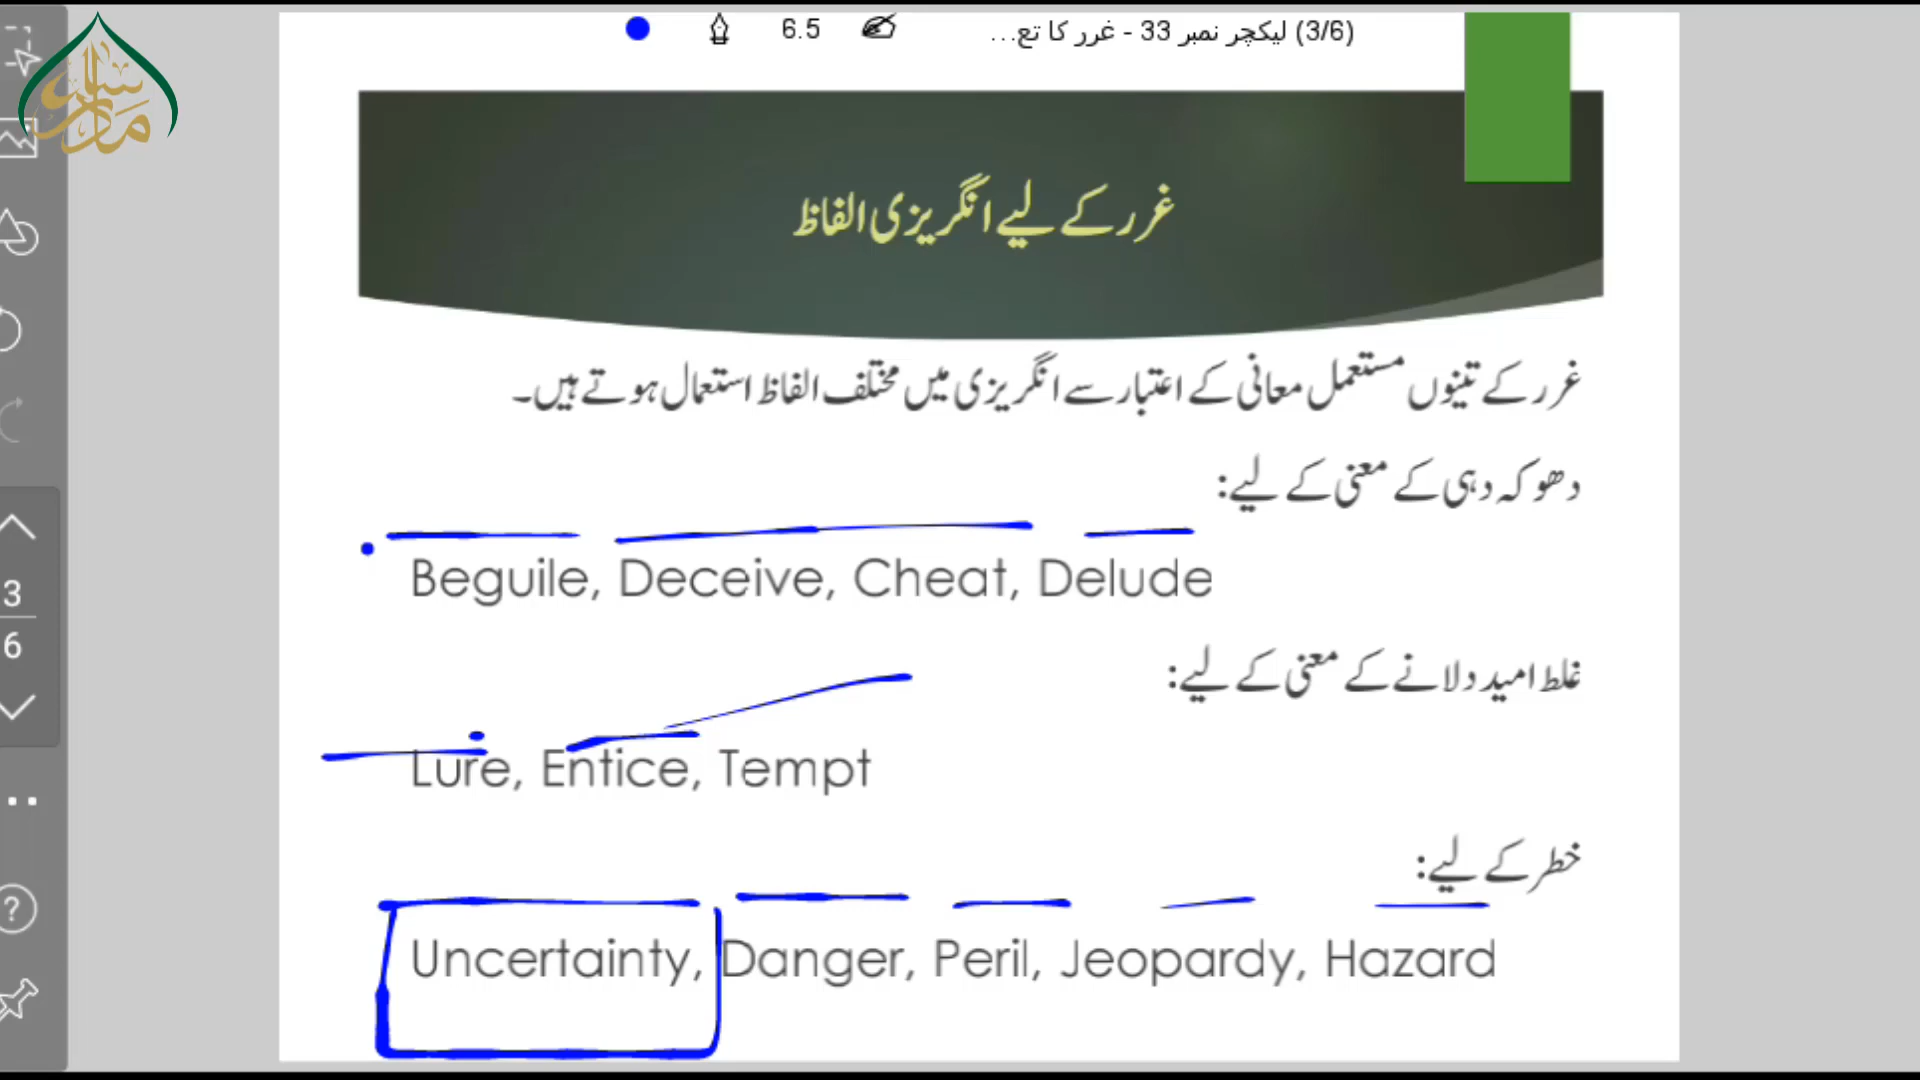 6.5 (3/6) لیکچر نمبر 33 - غرر کا تع...
غرر کے لیے انگریزی الفاظ
غرر کے تینوں مستعمل معانی کے اعتبار سے انگریزی میں مختلف الفاظ استعمال ہوتے ہیں۔
دھوکہ دہی کے معنی کے لیے:
Beguile, Deceive, Cheat, Delude
غلط امید دلانے کے معنی کے لیے:
Lure, Entice, Tempt
خطر کے لیے:
Uncertainty, Danger, Peril, Jeopardy, Hazard
3
6
?